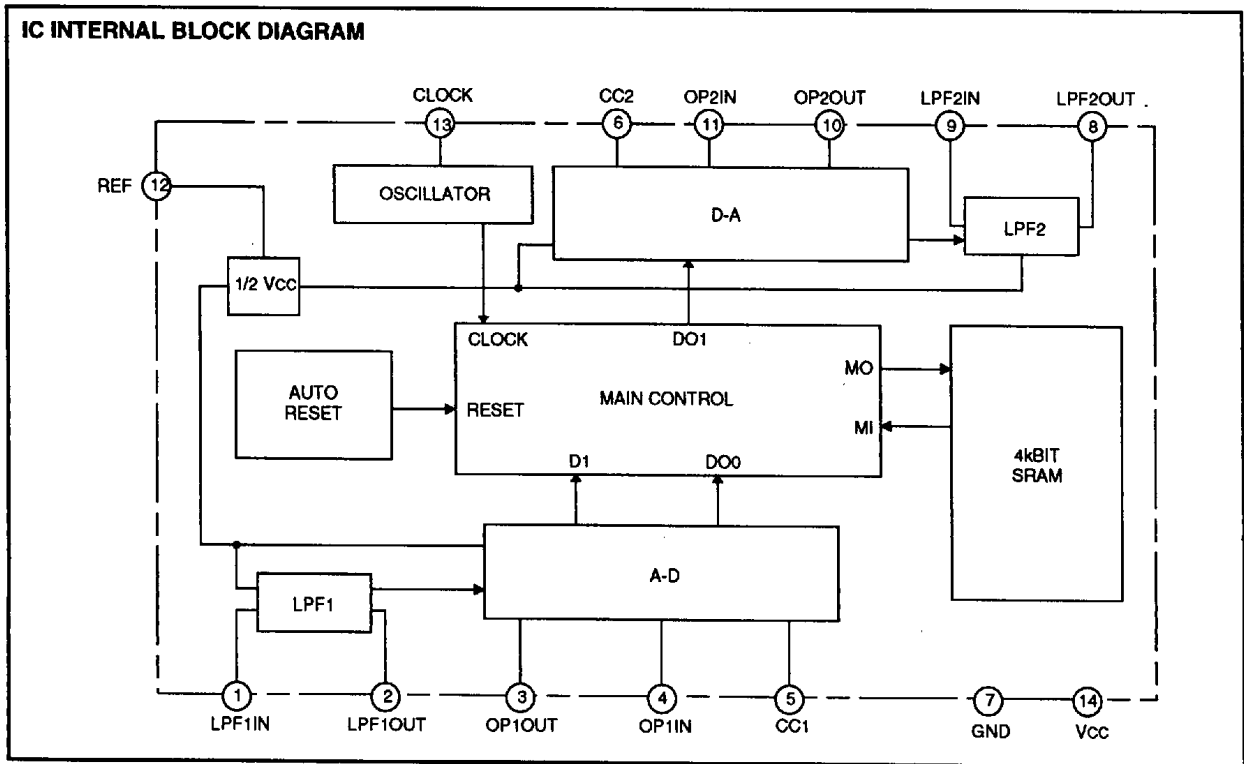 IC INTERNAL BLOCK DIAGRAM
CLOCK
CC2
OP2IN
OP2OUT
LPF2IN
LPF2OUT
13
6
11
10
9
8
REF
12
OSCILLATOR
D-A
LPF2
1/2 VCC
CLOCK
DO1
AUTO
RESET
RESET
MAIN CONTROL
MO
MI
D1
DO0
4kBIT
SRAM
A-D
LPF1
1
2
3
4
5
7
14
LPF1IN
LPF1OUT
OP1OUT
OP1IN
CC1
GND
VCC